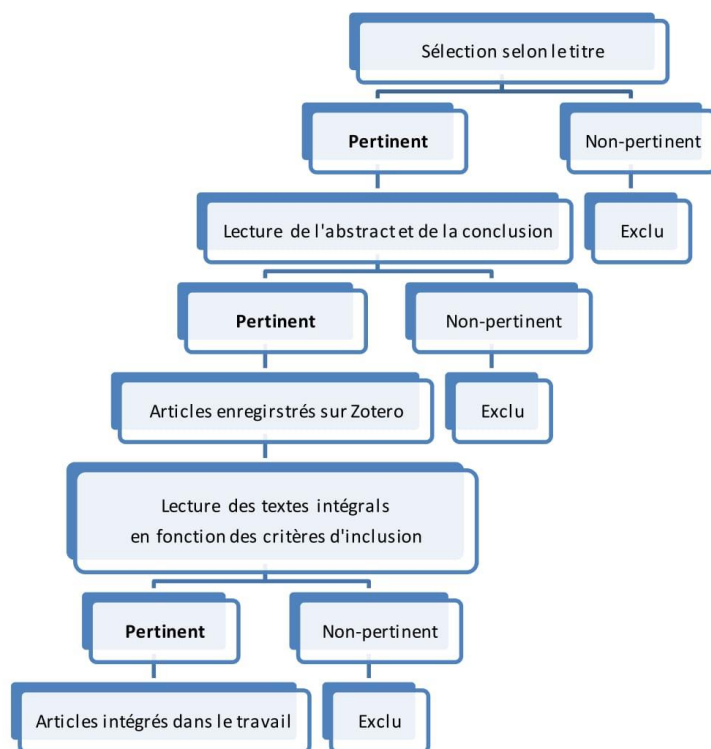 Sélection selon le titre
Pertinent
Non-pertinent
Lecture de l'abstract et de la conclusion
Exclu
Pertinent
Non-pertinent
Articles enregirstrés sur Zotero
Exclu
Lecture des textes intégrals
en fonction des critères d'inclusion
Pertinent
Non-pertinent
Articles intégrés dans le travail
Exclu